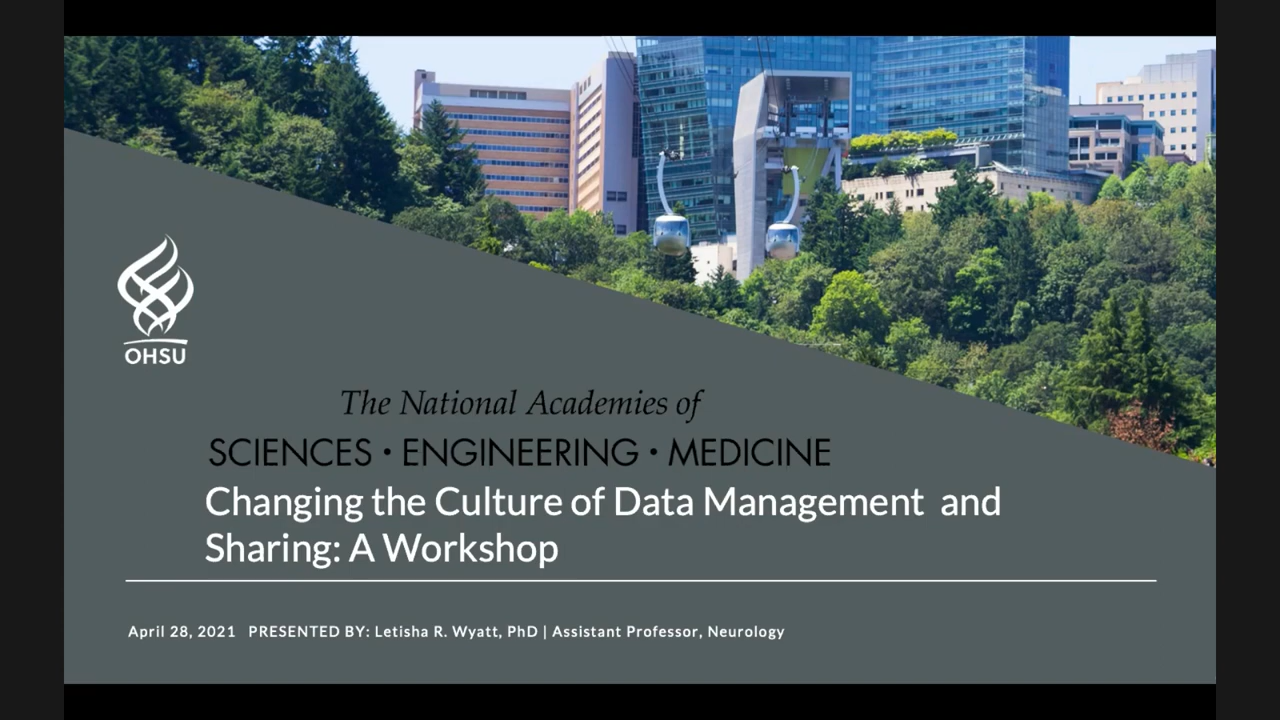 OHSU
The National Academies of
SCIENCES • ENGINEERING • MEDICINE
Changing the Culture of Data Management and
Sharing: A Workshop
April 28, 2021 PRESENTED BY: Letisha R. Wyatt, PhD | Assistant Professor, Neurology